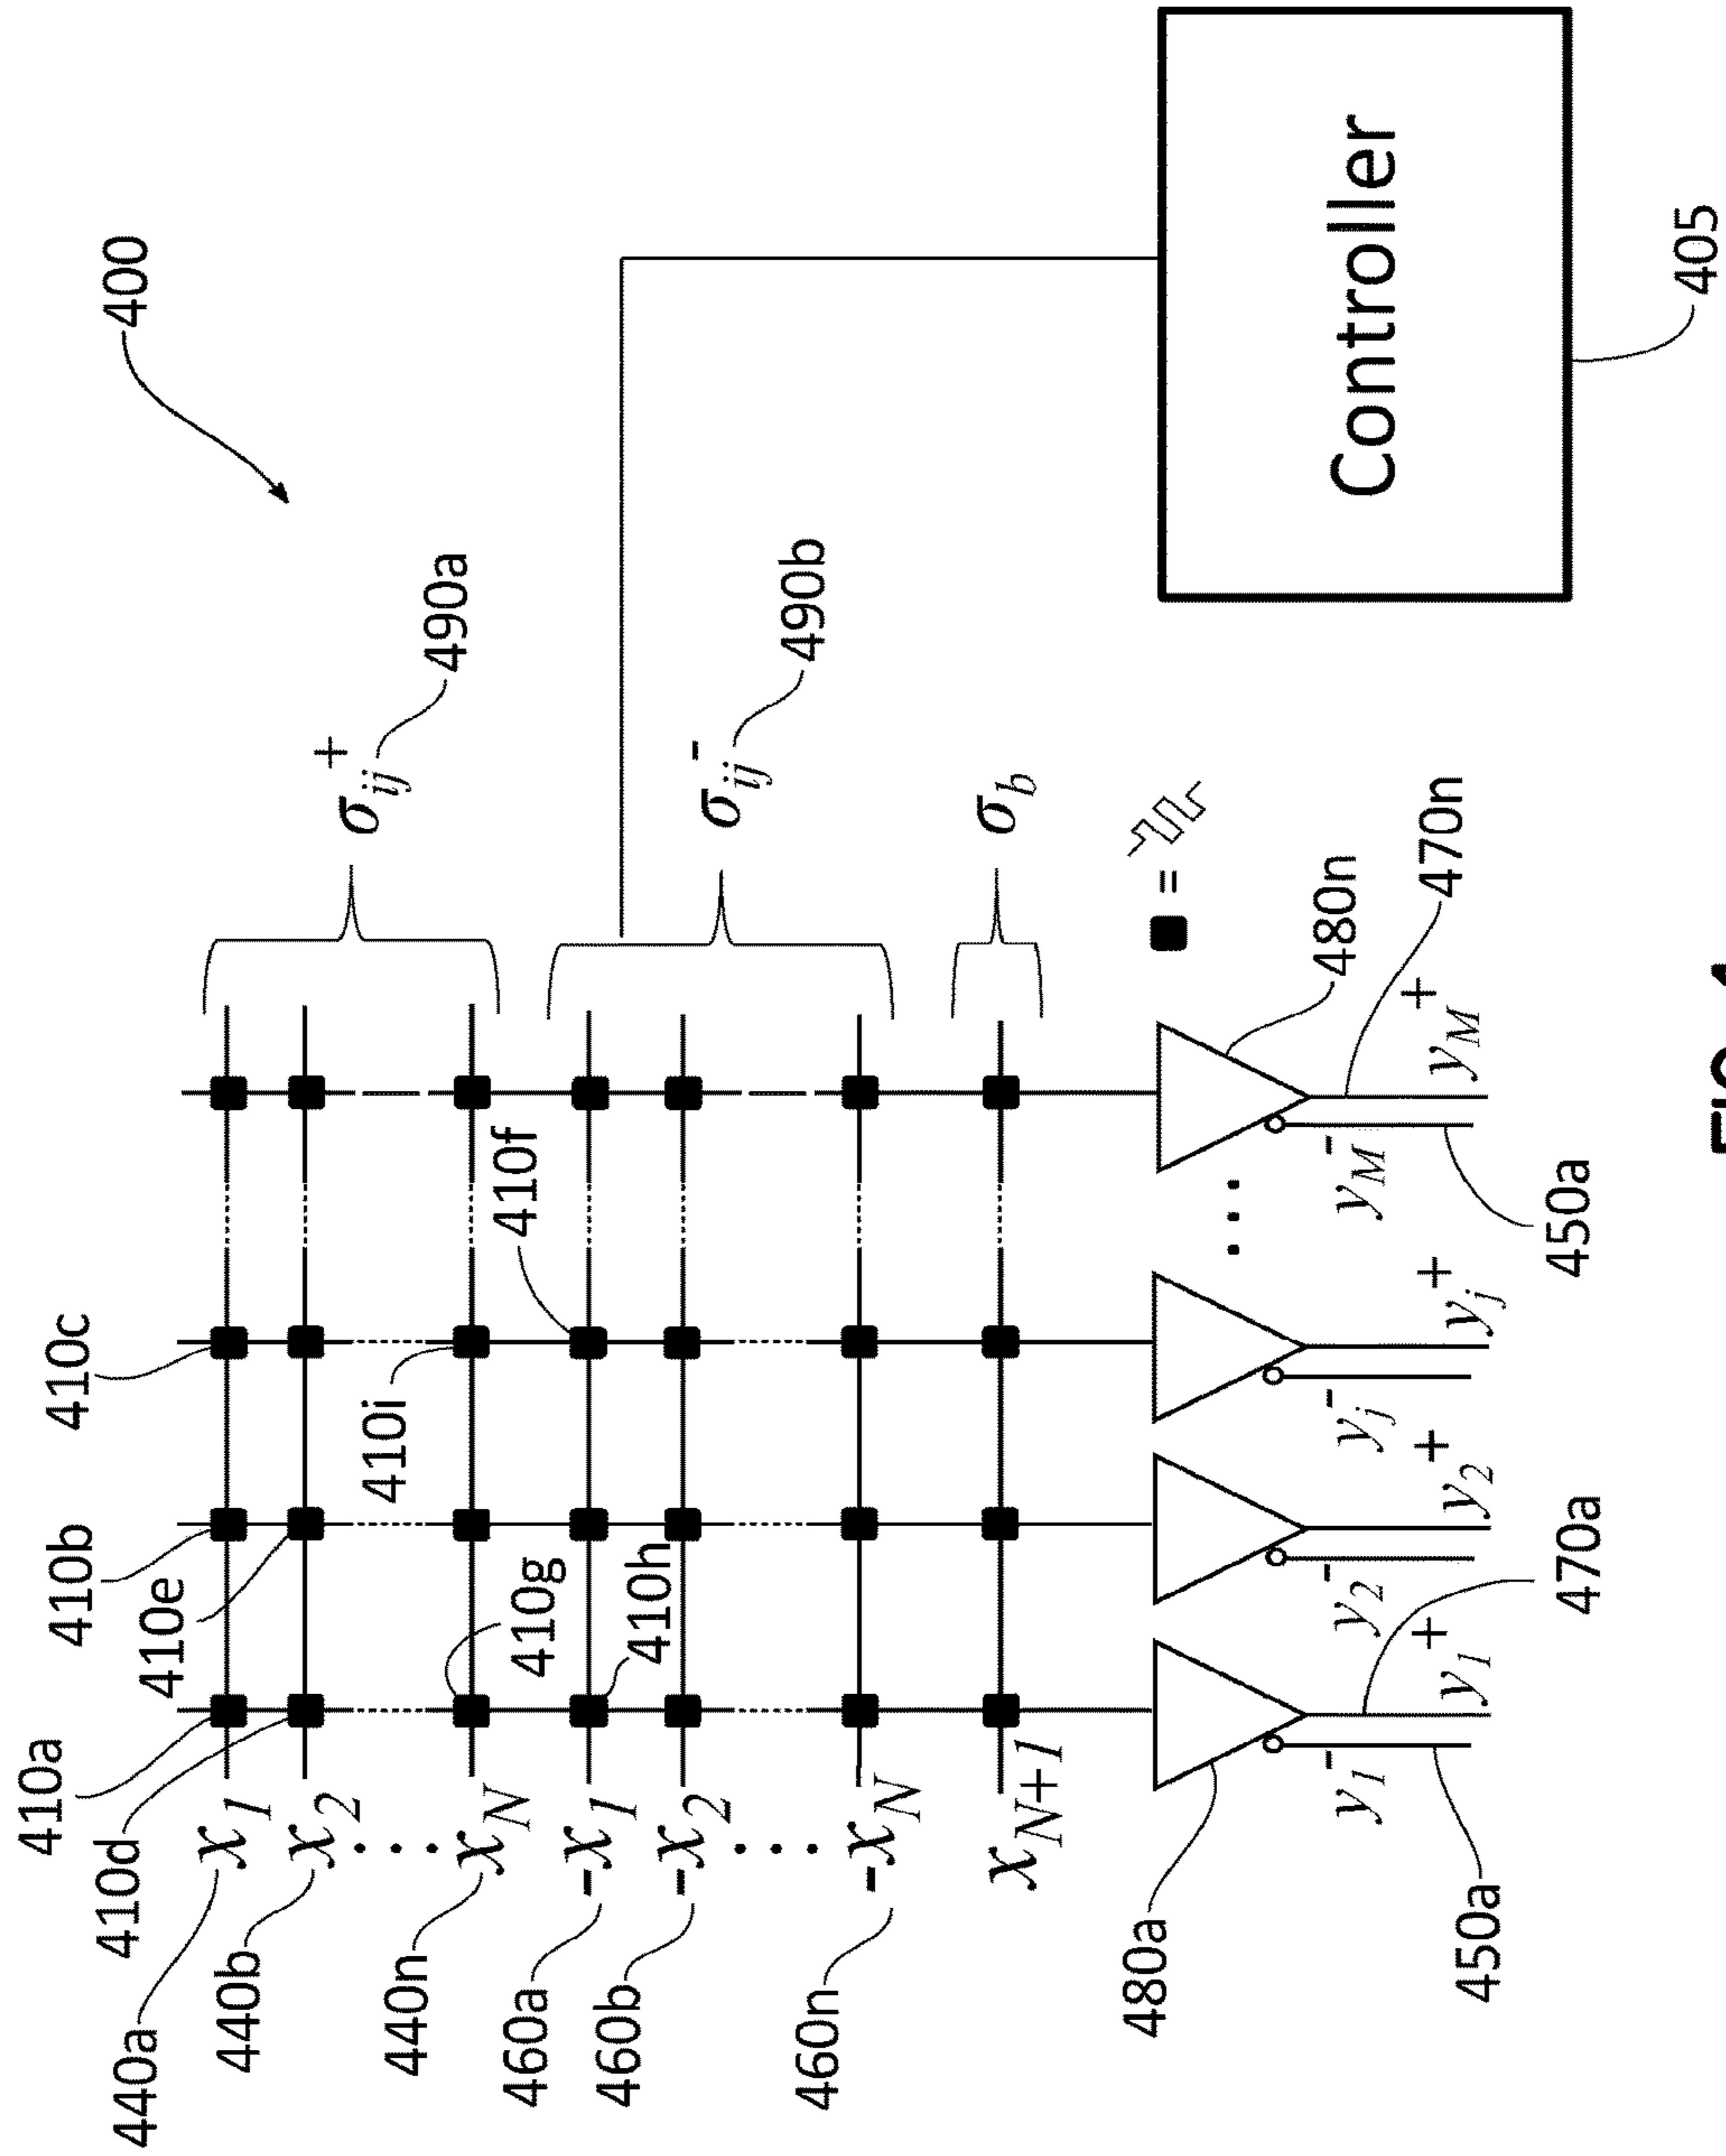 400
410a
410b
410c
410d
410e
440a
x1
σij+
490a
440b
x2
440n
xN
410g
410i
410f
460a
-x1
410h
σij-
490b
460b
-x2
460n
-xN
xN+1
σb
■ =
480a
480n
y1-
y1+
y2-
y2+
yj-
yj+
yM-
yM+
450a
470a
450a
470n
Controller
405